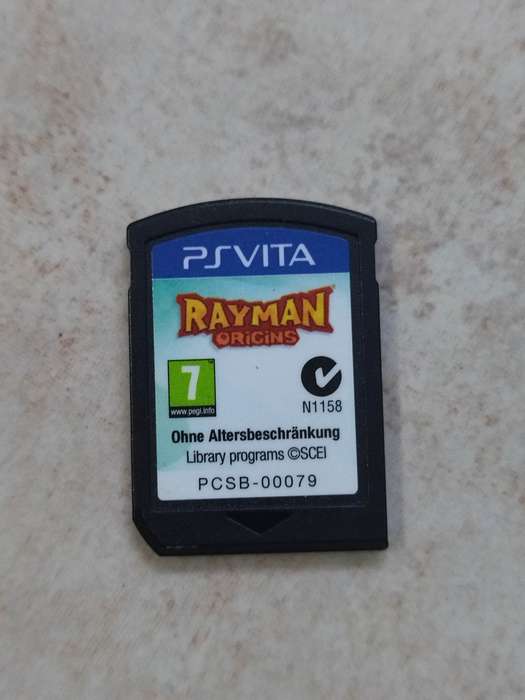 PSVITA
RAYMAN
ORIGINS
7
www.pegi.info
N1158
Ohne Altersbeschränkung
Library programs ©SCEI
PCSB-00079